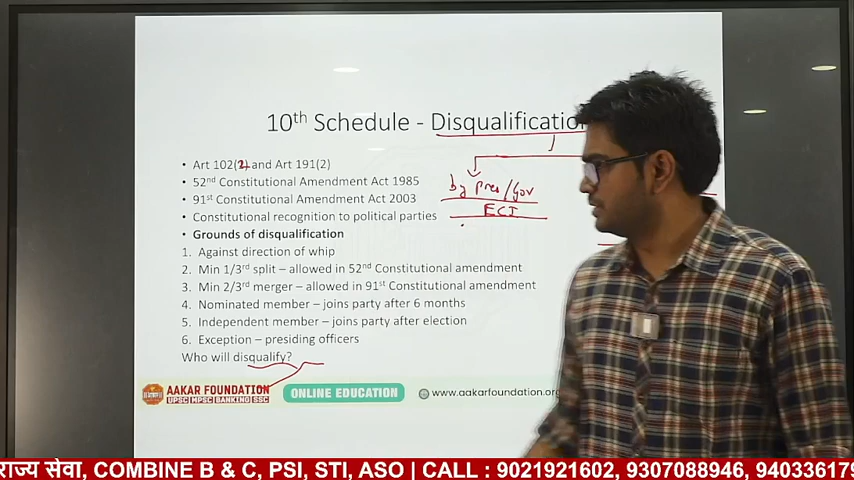 10th Schedule - Disqualification
• Art 102(2) and Art 191(2)
• 52nd Constitutional Amendment Act 1985
• 91st Constitutional Amendment Act 2003
• Constitutional recognition to political parties
• Grounds of disqualification
1. Against direction of whip
2. Min 1/3rd split – allowed in 52nd Constitutional amendment
3. Min 2/3rd merger – allowed in 91st Constitutional amendment
4. Nominated member – joins party after 6 months
5. Independent member – joins party after election
6. Exception – presiding officers
Who will disqualify?
by Pres/Gov
ECI
AAKAR FOUNDATION
UPSC| MPSC| BANKING| SSC
ONLINE EDUCATION
www.aakarfoundation.org
राज्य सेवा, COMBINE B & C, PSI, STI, ASO | CALL : 9021921602, 9307088946, 940336179